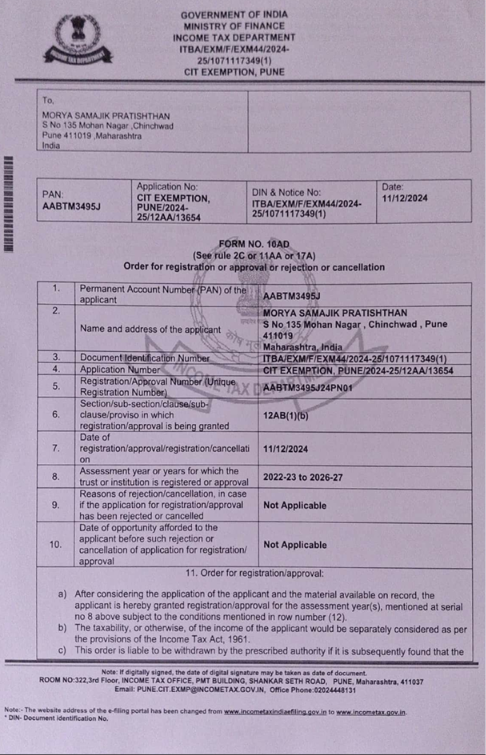 GOVERNMENT OF INDIA
MINISTRY OF FINANCE
INCOME TAX DEPARTMENT
ITBA/EXM/F/EXM44/2024-
25/1071117349(1)
CIT EXEMPTION, PUNE
To,
MORYA SAMAJIK PRATISHTHAN
S No 135 Mohan Nagar ,Chinchwad
Pune 411019 ,Maharashtra
India
PAN:
AABTM3495J
Application No:
CIT EXEMPTION,
PUNE/2024-
25/12AA/13654
DIN & Notice No:
ITBA/EXM/F/EXM44/2024-
25/1071117349(1)
Date:
11/12/2024
FORM NO. 10AD
(See rule 2C or 11AA or 17A)
Order for registration or approval or rejection or cancellation
1. Permanent Account Number (PAN) of the
applicant
AABTM3495J
2. Name and address of the applicant
MORYA SAMAJIK PRATISHTHAN
S No 135 Mohan Nagar , Chinchwad , Pune
411019
Maharashtra, India
3. Document Identification Number
ITBA/EXM/F/EXM44/2024-25/1071117349(1)
4. Application Number
CIT EXEMPTION, PUNE/2024-25/12AA/13654
5. Registration/Approval Number (Unique
Registration Number)
AABTM3495J24PN01
6. Section/sub-section/clause/sub-
clause/proviso in which
registration/approval is being granted
12AB(1)(b)
7. Date of
registration/approval/registration/cancellati
on
11/12/2024
8. Assessment year or years for which the
trust or institution is registered or approval
2022-23 to 2026-27
9. Reasons of rejection/cancellation, in case
if the application for registration/approval
has been rejected or cancelled
Not Applicable
10. Date of opportunity afforded to the
applicant before such rejection or
cancellation of application for registration/
approval
Not Applicable
11. Order for registration/approval:
a) After considering the application of the applicant and the material available on record, the
applicant is hereby granted registration/approval for the assessment year(s), mentioned at serial
no 8 above subject to the conditions mentioned in row number (12).
b) The taxability, or otherwise, of the income of the applicant would be separately considered as per
the provisions of the Income Tax Act, 1961.
c) This order is liable to be withdrawn by the prescribed authority if it is subsequently found that the
Note: If digitally signed, the date of digital signature may be taken as date of document.
ROOM NO:322,3rd Floor, INCOME TAX OFFICE, PMT BUILDING, SHANKAR SETH ROAD, PUNE, Maharashtra, 411037
Email: PUNE.CIT.EXMP@INCOMETAX.GOV.IN, Office Phone:02024448131
Note:- The website address of the e-filing portal has been changed from www.incometaxindiaefiling.gov.in to www.incometax.gov.in.
* DIN- Document identification No.